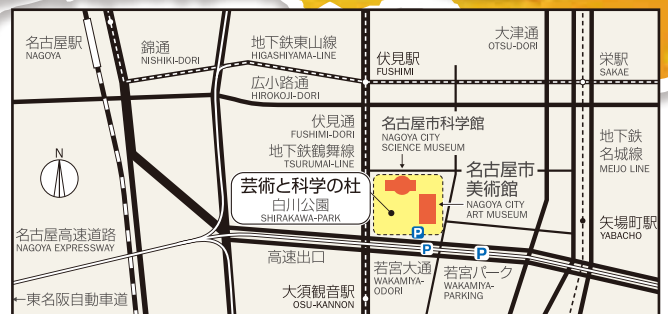 名古屋駅
NAGOYA
錦通
NISHIKI-DORI
地下鉄東山線
HIGASHIYAMA-LINE
伏見駅
FUSHIMI
大津通
OTSU-DORI
栄駅
SAKAE
広小路通
HIROKOJI-DORI
伏見通
FUSHIMI-DORI
地下鉄鶴舞線
TSURUMAI-LINE
名古屋市科学館
NAGOYA CITY
SCIENCE MUSEUM
地下鉄
名城線
MEIJO LINE
N
芸術と科学の杜
白川公園
SHIRAKAWA-PARK
名古屋市
美術館
NAGOYA CITY
ART MUSEUM
矢場町駅
YABACHO
名古屋高速道路
NAGOYA EXPRESSWAY
P
P
P
高速出口
若宮大通
WAKAMIYA-
ODORI
若宮パーク
WAKAMIYA-
PARKING
←東名阪自動車道
大須観音駅
OSU-KANNON